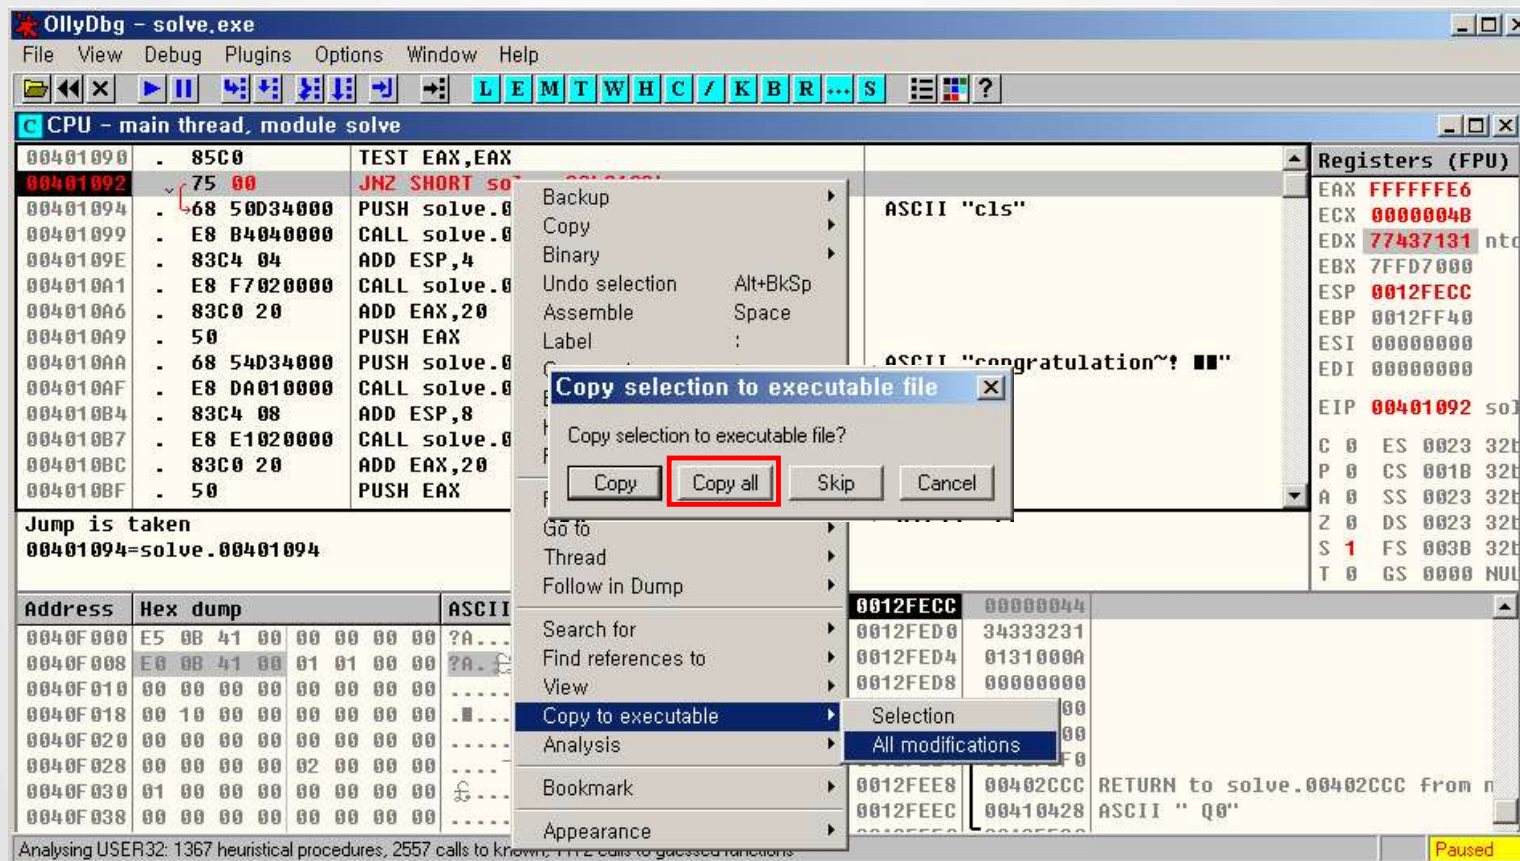 OllyDbg - solve.exe
File View Debug Plugins Options Window Help
L E M T W H C / K B R ... S ?
C CPU - main thread, module solve
00401090 . 85C0 TEST EAX,EAX
00401092 . 75 00 JNZ SHORT
00401094 . 68 50D34000 PUSH solve.0 ASCII "cls"
00401099 . E8 B4040000 CALL solve.0
0040109E . 83C4 04 ADD ESP,4
004010A1 . E8 F7020000 CALL solve.0
004010A6 . 83C0 20 ADD EAX,20
004010A9 . 50 PUSH EAX
004010AA . 68 54D34000 PUSH solve.0 ASCII "congratulation~! ■■"
004010AF . E8 DA010000 CALL solve.0
004010B4 . 83C4 08 ADD ESP,8
004010B7 . E8 E1020000 CALL solve.0
004010BC . 83C0 20 ADD EAX,20
004010BF . 50 PUSH EAX
Jump is taken
00401094=solve.00401094
Registers (FPU)
EAX FFFFFFE6
ECX 0000004B
EDX 77437131
EBX 7FFD7000
ESP 0012FECC
EBP 0012FF40
ESI 00000000
EDI 00000000
EIP 00401092
C 0 ES 0023
P 0 CS 001B
A 0 SS 0023
Z 0 DS 0023
S 1 FS 003B
T 0 GS 0000 NUL
Backup
Copy
Binary
Undo selection Alt+BkSp
Assemble Space
Label :
Copy selection to executable file
Copy selection to executable file?
Copy Copy all Skip Cancel
Go to
Thread
Follow in Dump
Search for
Find references to
View
Copy to executable
Analysis
Bookmark
Appearance
Selection
All modifications
Address Hex dump ASCII
0040F000 E5 0B 41 00 00 00 00 00 ?A...
0040F008 E0 0B 41 00 01 01 00 00 ?A.
0040F010 00 00 00 00 00 00 00 00 .....
0040F018 00 10 00 00 00 00 00 00 .■...
0040F020 00 00 00 00 00 00 00 00 .....
0040F028 00 00 00 00 02 00 00 00 ....
0040F030 01 00 00 00 00 00 00 00
0040F038 00 00 00 00 00 00 00 00 .....
0012FECC 00000044
0012FED0 34333231
0012FED4 0131000A
0012FED8 00000000
0012FEE8 00402CCC RETURN to solve.00402CCC from
0012FEEC 00410428 ASCII " Q0"
Analysing USER32: 1367 heuristical procedures, 2557 calls to known,
Paused